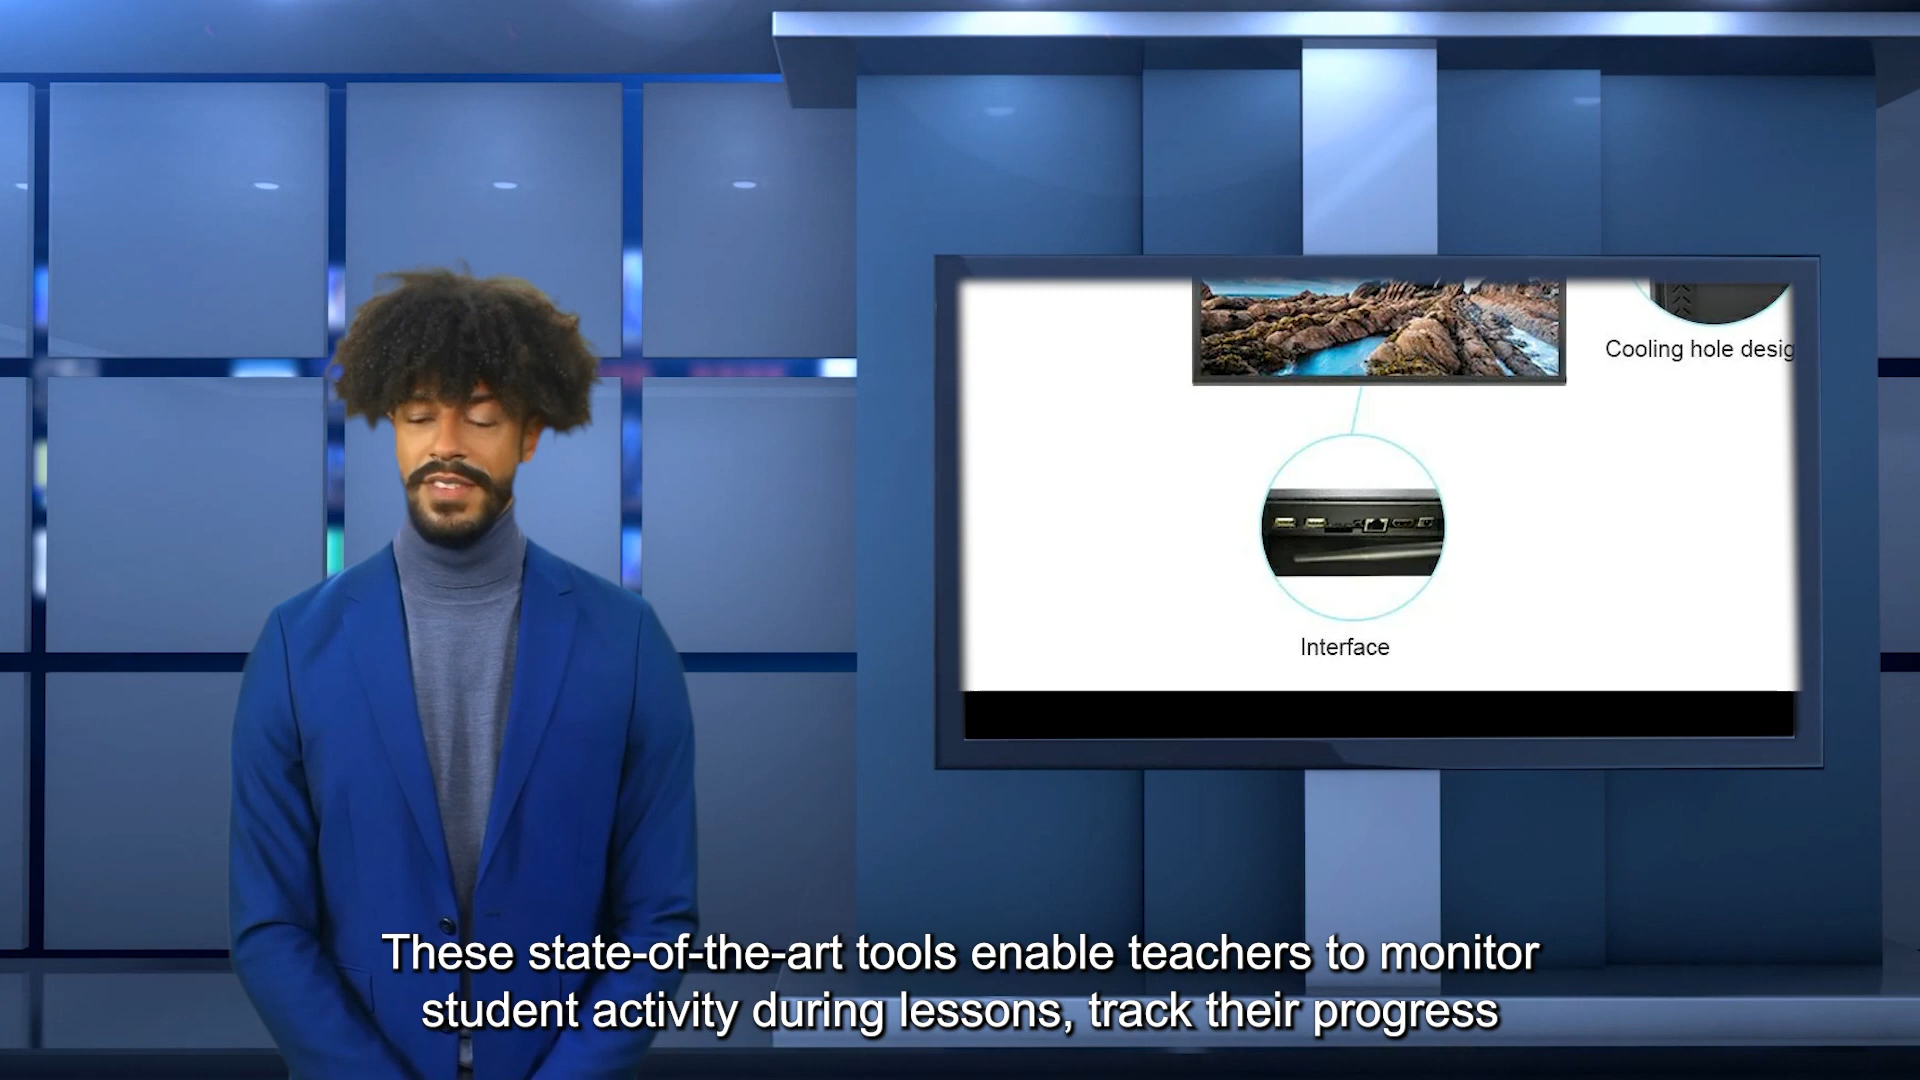 Cooling hole desig
Interface
These state-of-the-art tools enable teachers to monitor
student activity during lessons, track their progress